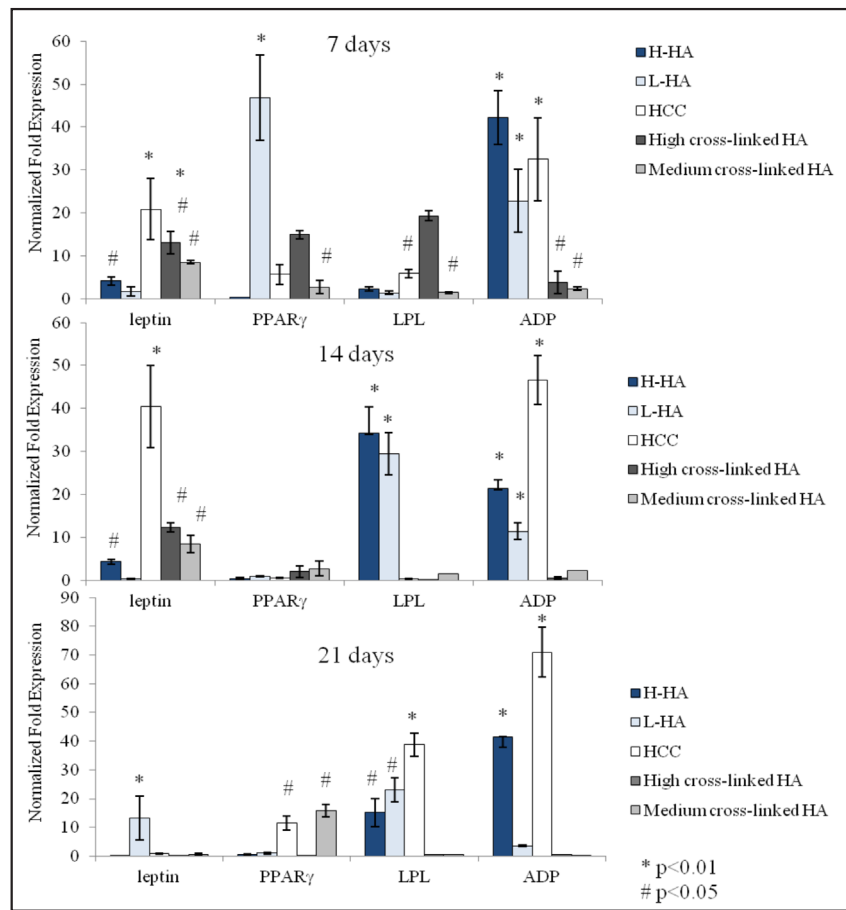 7 days
Normalized Fold Expression
60
50
40
30
20
10
0
* * * * * *
# # # # # # #
leptin PPARγ LPL ADP
H-HA
L-HA
HCC
High cross-linked HA
Medium cross-linked HA
14 days
Normalized Fold Expression
60
50
40
30
20
10
0
* * * * * *
# # #
leptin PPARγ LPL ADP
H-HA
L-HA
HCC
High cross-linked HA
Medium cross-linked HA
21 days
Normalized Fold Expression
90
80
70
60
50
40
30
20
10
0
* * * *
# # # #
leptin PPARγ LPL ADP
H-HA
L-HA
HCC
High cross-linked HA
Medium cross-linked HA
* p<0.01
# p<0.05